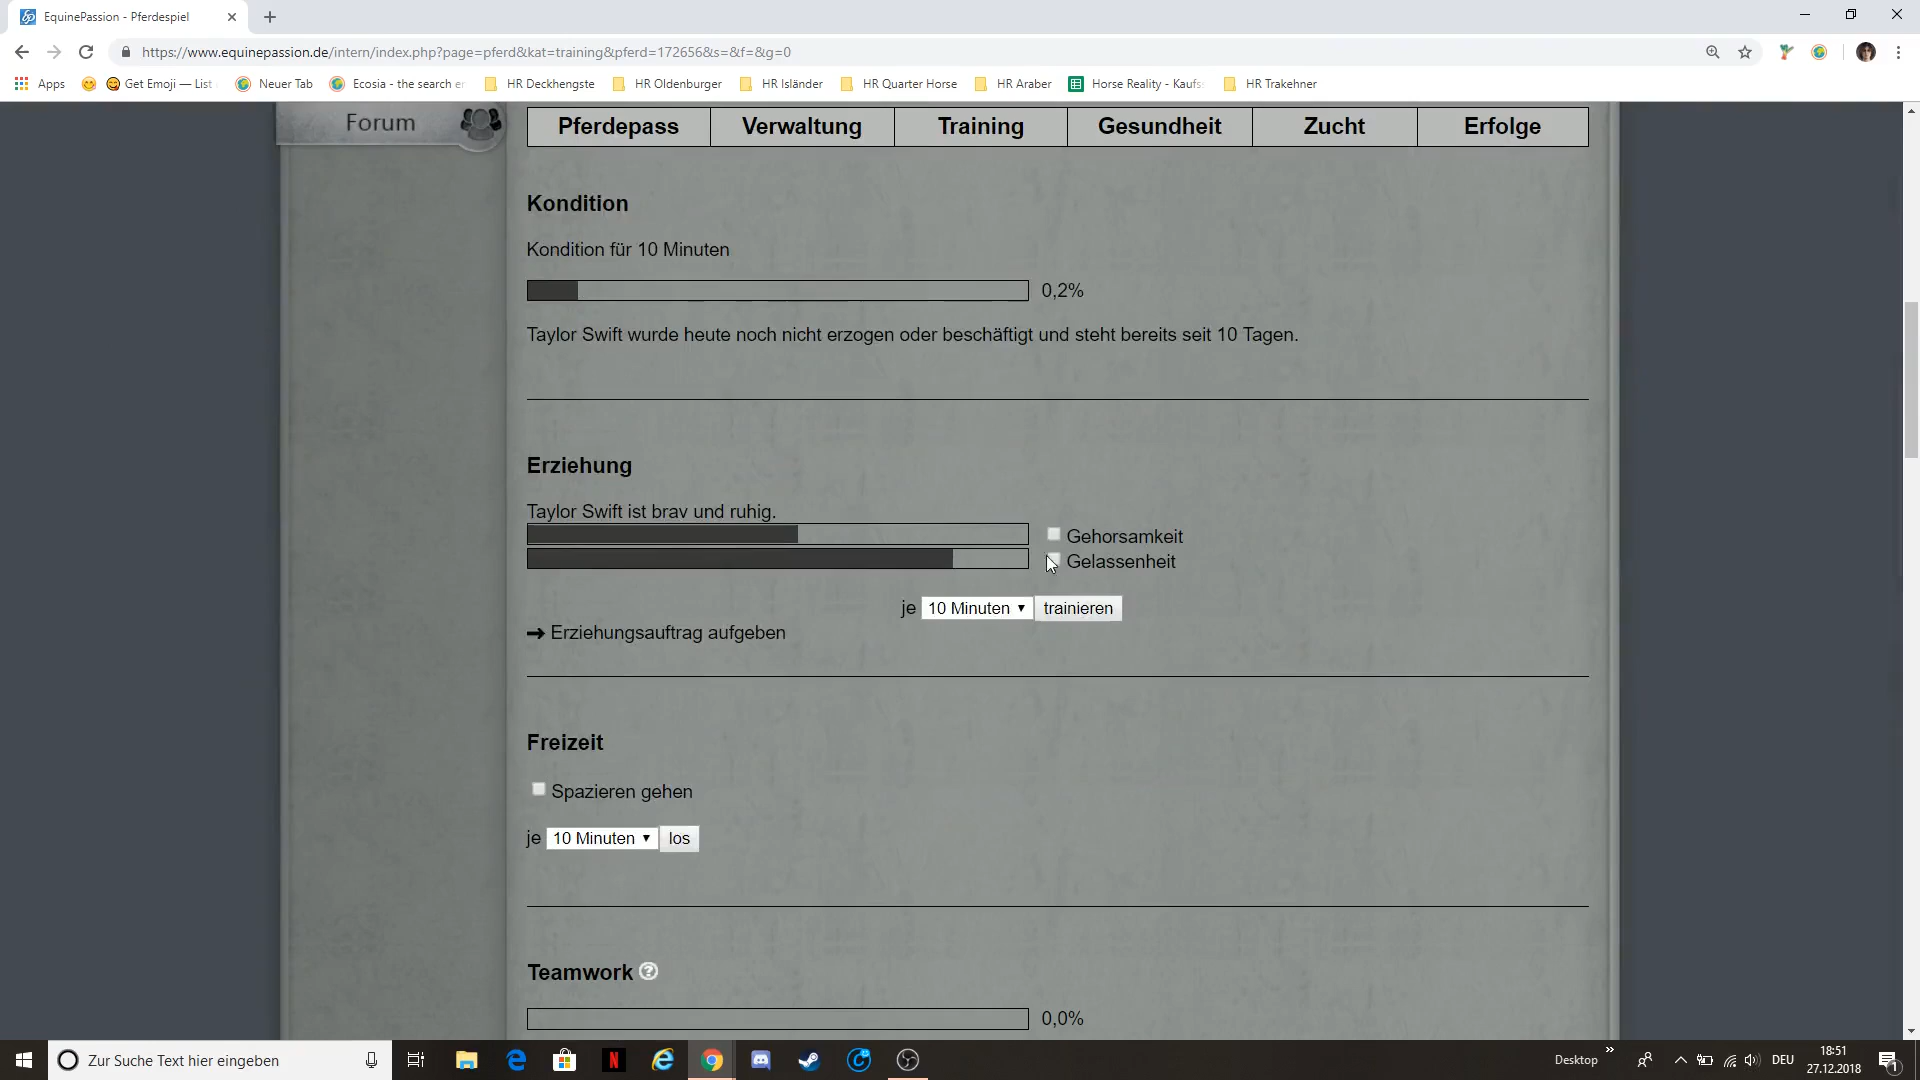 EquinePassion - Pferdespiel
https://www.equinepassion.de/intern/index.php?page=pferd&kat=training&pferd=172656&s=&f=&g=0
Apps
Get Emoji — List
Neuer Tab
Ecosia - the search en
HR Deckhengste
HR Oldenburger
HR Isländer
HR Quarter Horse
HR Araber
Horse Reality - Kaufs
HR Trakehner
Forum
Pferdepass
Verwaltung
Training
Gesundheit
Zucht
Erfolge
Kondition
Kondition für 10 Minuten
0,2%
Taylor Swift wurde heute noch nicht erzogen oder beschäftigt und steht bereits seit 10 Tagen.
Erziehung
Taylor Swift ist brav und ruhig.
Gehorsamkeit
Gelassenheit
je 10 Minuten trainieren
Erziehungsauftrag aufgeben
Freizeit
Spazieren gehen
je 10 Minuten los
Teamwork
0,0%
Zur Suche Text hier eingeben
Desktop
DEU
18:51
27.12.2018
1